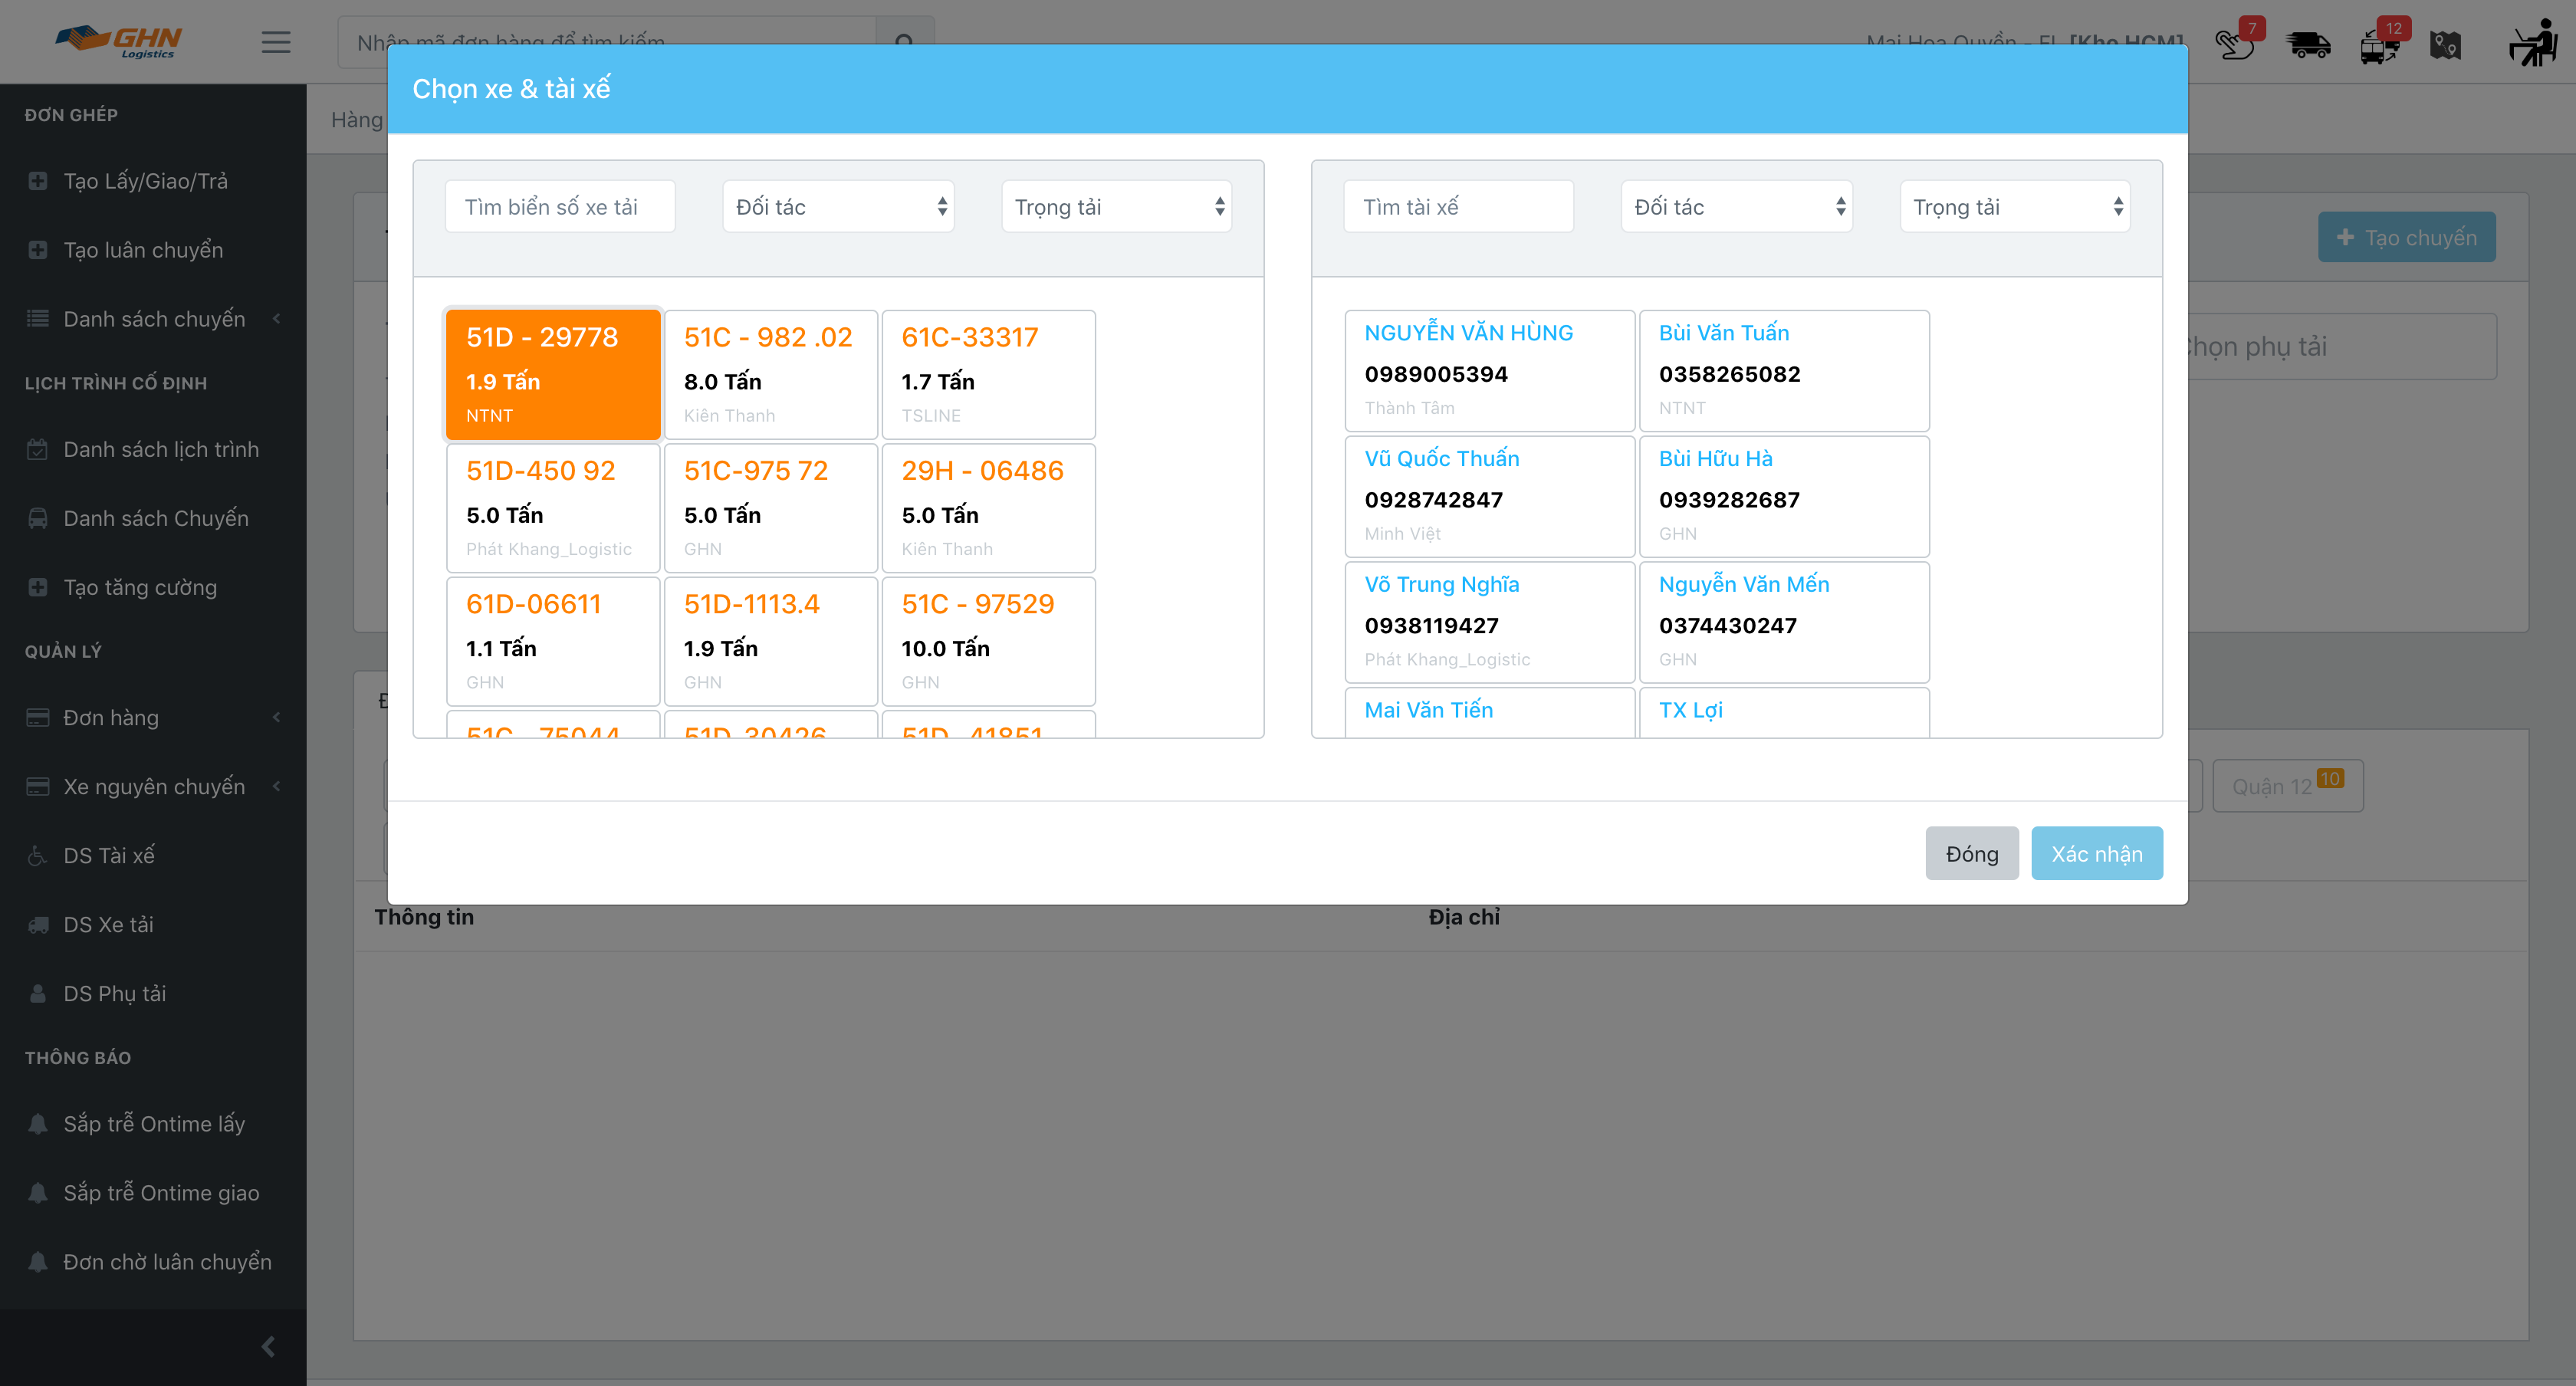 GHN
Logistics
Nhập mã đơn hàng để tìm kiếm
Mai Hoa Quyền - FL [Kho HCM]
7
12
ĐƠN GHÉP
Tạo Lấy/Giao/Trả
Tạo luân chuyển
Danh sách chuyến
LỊCH TRÌNH CỐ ĐỊNH
Danh sách lịch trình
Danh sách Chuyến
Tạo tăng cường
QUẢN LÝ
Đơn hàng
Xe nguyên chuyến
DS Tài xế
DS Xe tải
DS Phụ tải
THÔNG BÁO
Sắp trễ Ontime lấy
Sắp trễ Ontime giao
Đơn chờ luân chuyển
Hàng
Tạo chuyến
Chọn phụ tải
Quận 12
10
Thông tin
Địa chỉ
Chọn xe & tài xế
Tìm biển số xe tải
Đối tác
Trọng tải
51D - 29778
1.9 Tấn
NTNT
51C - 982 .02
8.0 Tấn
Kiên Thanh
61C-33317
1.7 Tấn
TSLINE
51D-450 92
5.0 Tấn
Phát Khang_Logistic
51C-975 72
5.0 Tấn
GHN
29H - 06486
5.0 Tấn
Kiên Thanh
61D-06611
1.1 Tấn
GHN
51D-1113.4
1.9 Tấn
GHN
51C - 97529
10.0 Tấn
GHN
51C - 75044
51D-30426
51D - 41851
Tìm tài xế
Đối tác
Trọng tải
NGUYỄN VĂN HÙNG
0989005394
Thành Tâm
Bùi Văn Tuấn
0358265082
NTNT
Vũ Quốc Thuấn
0928742847
Minh Việt
Bùi Hữu Hà
0939282687
GHN
Võ Trung Nghĩa
0938119427
Phát Khang_Logistic
Nguyễn Văn Mến
0374430247
GHN
Mai Văn Tiến
TX Lợi
Đóng
Xác nhận